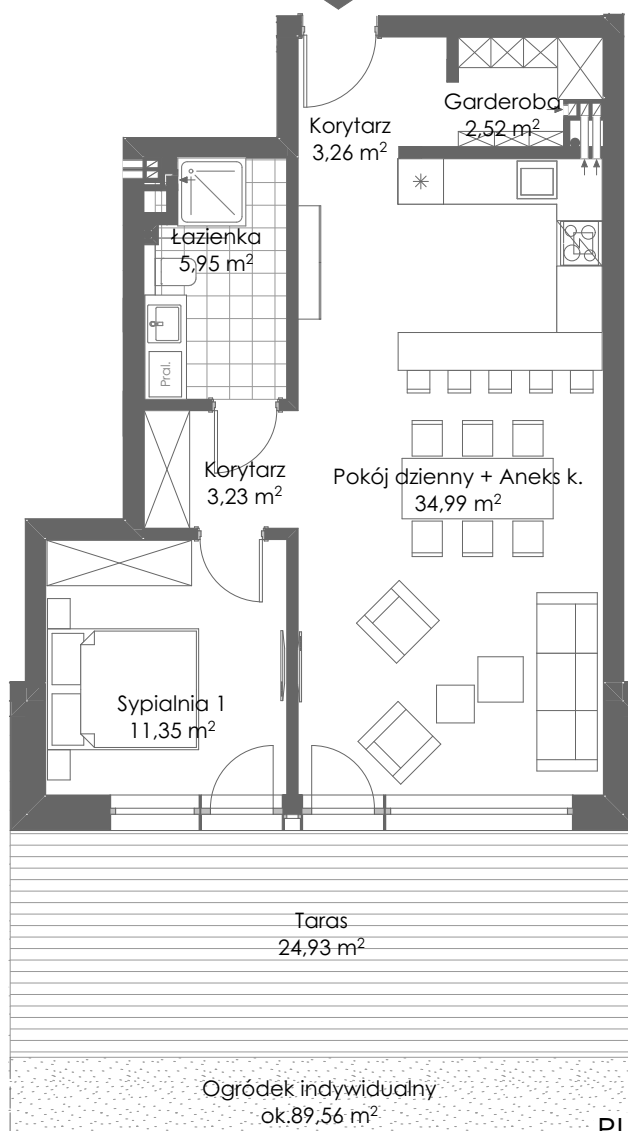 Garderoba
2,52 m²
Korytarz
3,26 m²
Łazienka
5,95 m²
Pral.
Korytarz
3,23 m²
Pokój dzienny + Aneks k.
34,99 m²
Sypialnia 1
11,35 m²
Taras
24,93 m²
Ogródek indywidualny
ok.89,56 m²